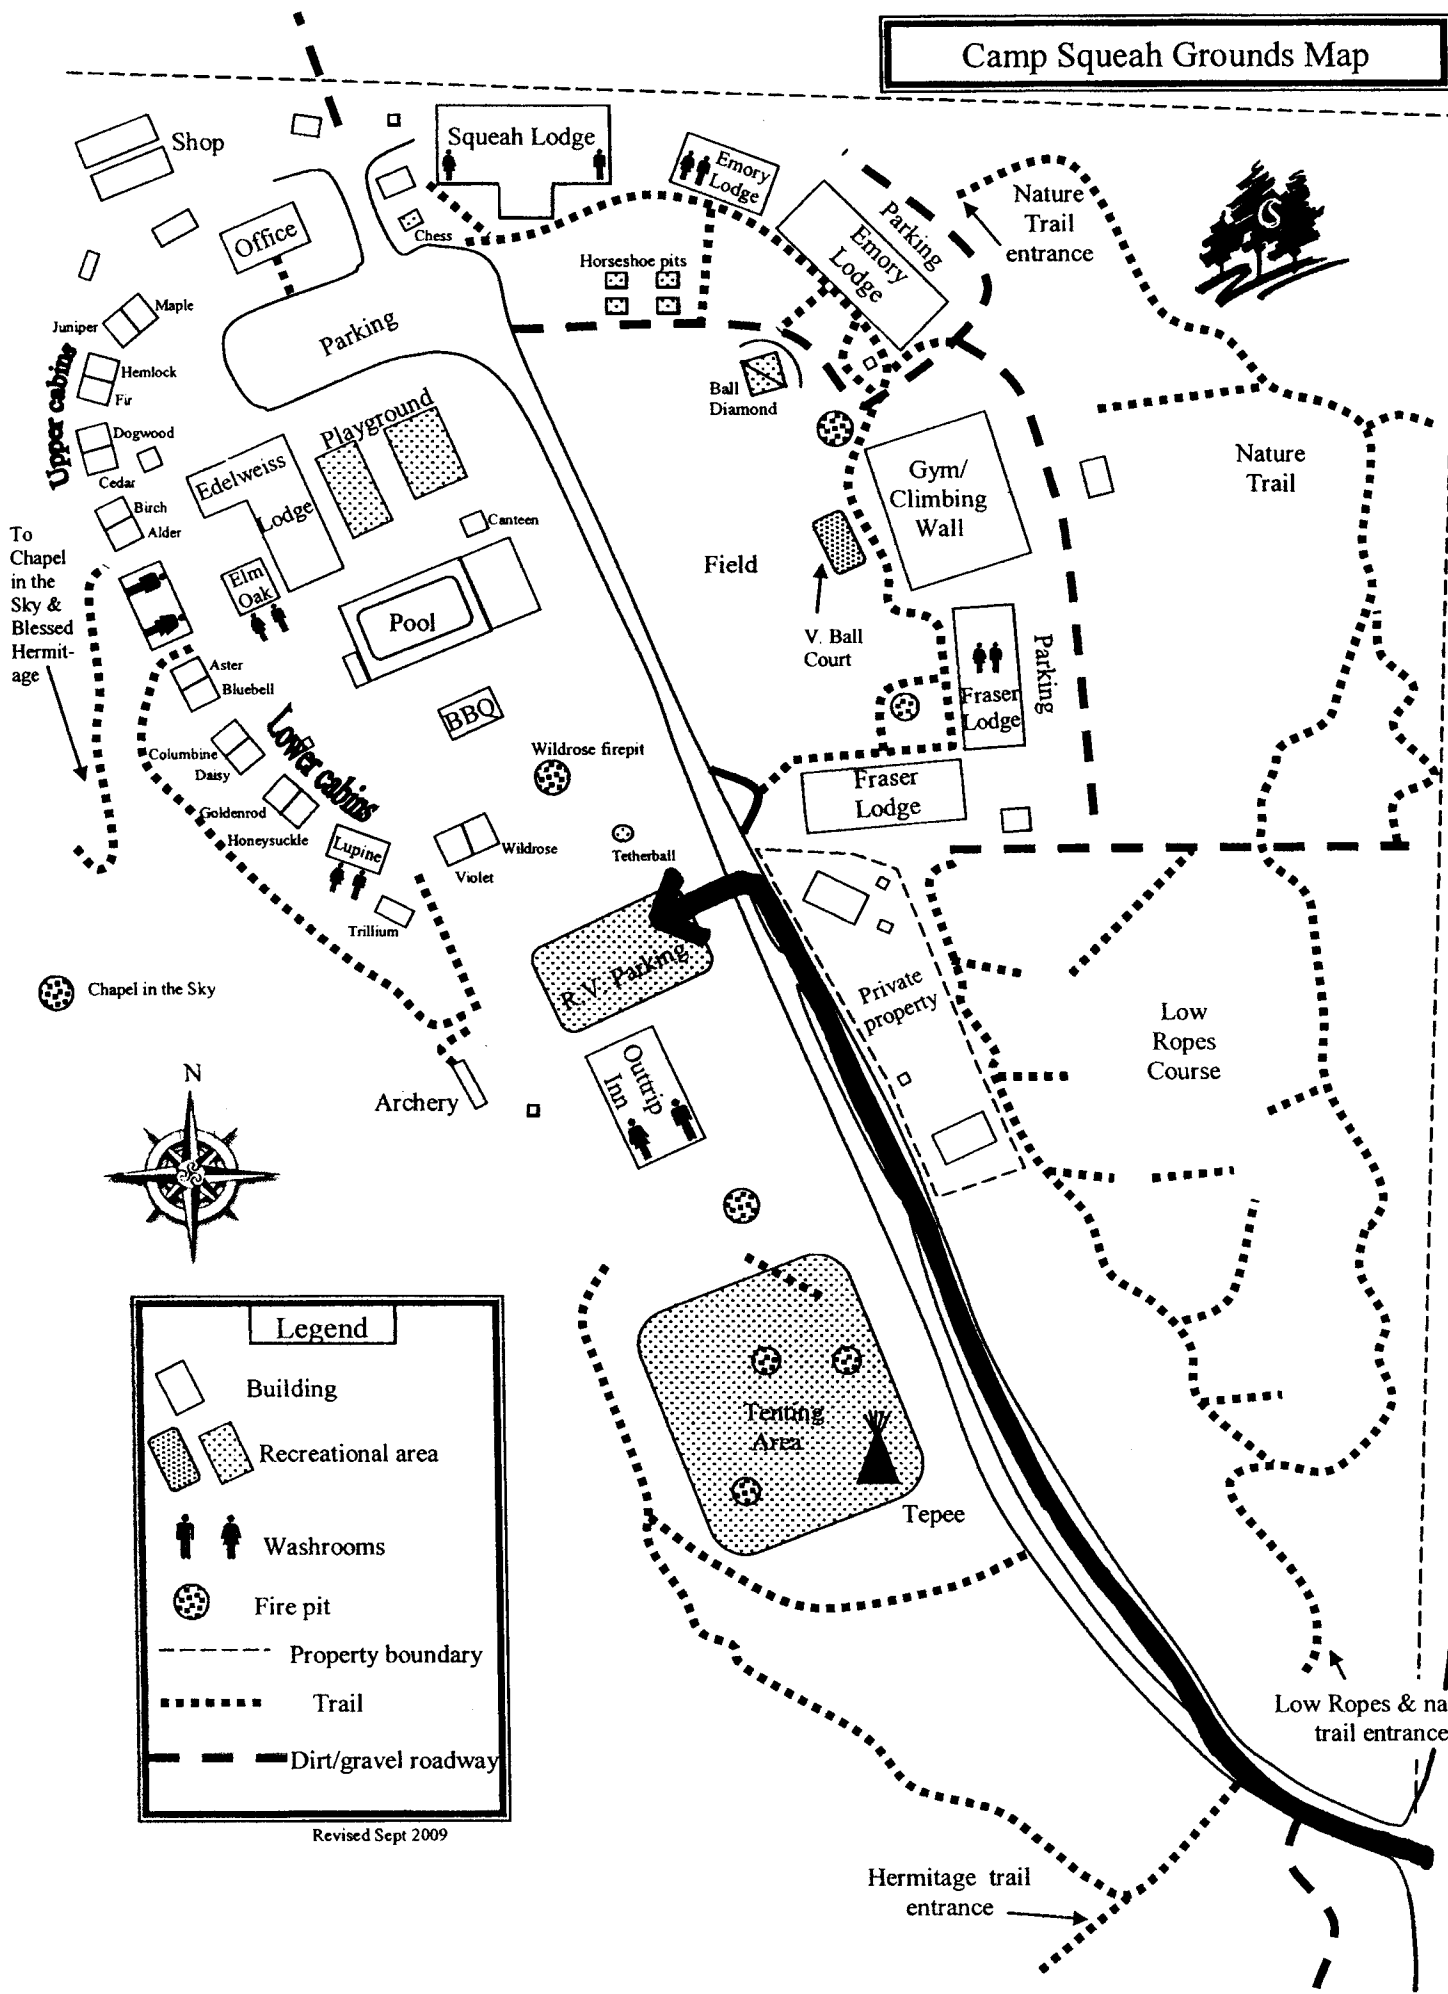 Camp Squeah Grounds Map
Shop
Squeah Lodge
Emory
Lodge
Nature
Trail
entrance
Parking
Emory
Lodge
Office
Chess
Horseshoe pits
Maple
Juniper
Parking
Hemlock
Fir
Upper cabins
Ball
Diamond
Playground
Dogwood
Cedar
Edelweiss
Lodge
Nature
Trail
Gym/
Climbing
Wall
Birch
Alder
Canteen
To
Chapel
in the
Sky &
Blessed
Hermit-
age
Field
Elm
Oak
Pool
V. Ball
Court
Parking
Fraser
Lodge
Aster
Bluebell
BBQ
Lower cabins
Columbine
Daisy
Wildrose firepit
Fraser
Lodge
Goldenrod
Honeysuckle
Lupine
Wildrose
Violet
Tetherball
Trillium
R.V. Parking
Private
property
Chapel in the Sky
Low
Ropes
Course
N
Archery
Outtrip
Inn
Legend
Building
Recreational area
Washrooms
Fire pit
Property boundary
Trail
Dirt/gravel roadway
Revised Sept 2009
Tenting
Area
Tepee
Low Ropes & na
trail entrance
Hermitage trail
entrance